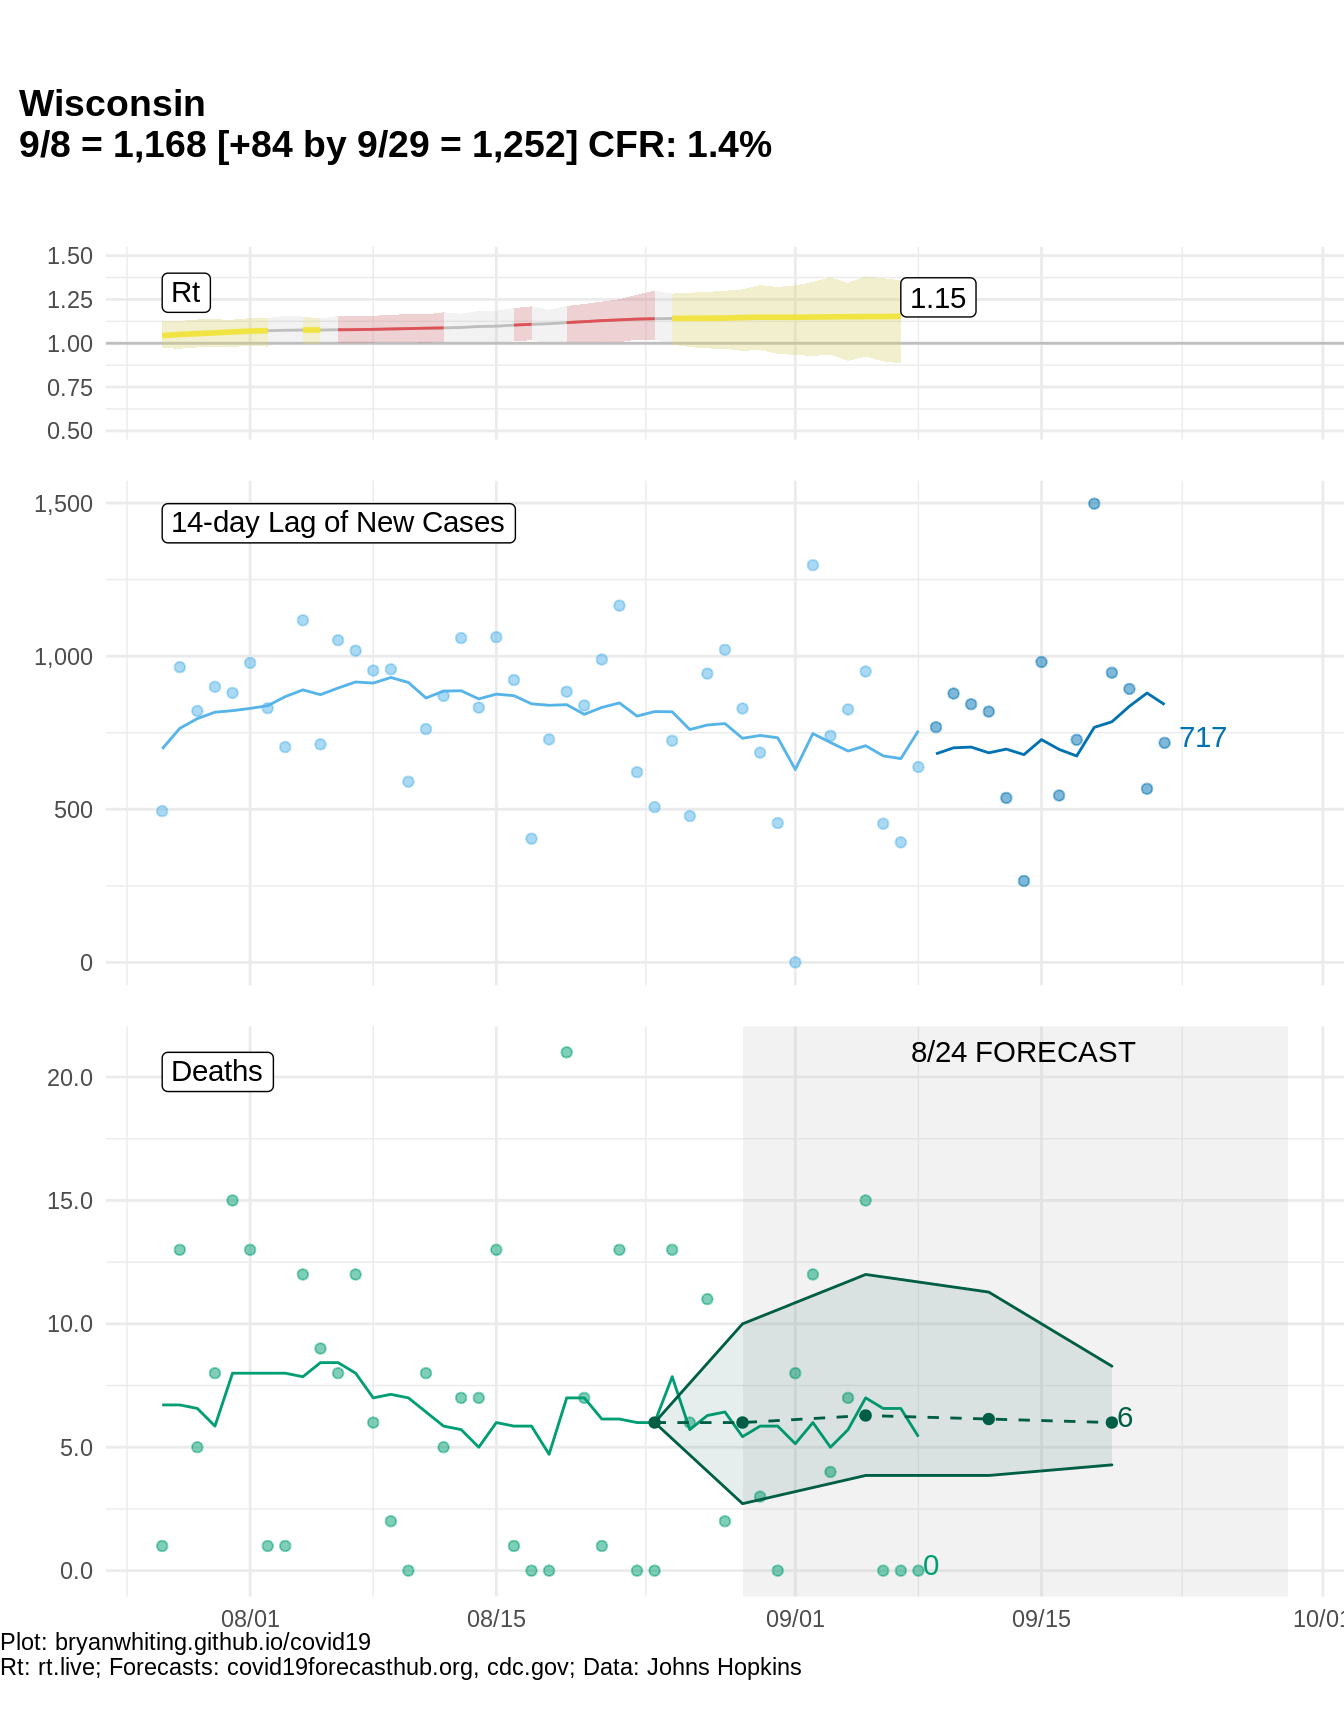 Wisconsin
9/8 = 1,168 [+84 by 9/29 = 1,252] CFR: 1.4%
1.50
1.25
1.00
0.75
0.50
Rt
1.15
1,500
1,000
500
0
14-day Lag of New Cases
717
20.0
15.0
10.0
5.0
0.0
Deaths
8/24 FORECAST
6
0
08/01 08/15 09/01 09/15 10/01
Plot: bryanwhiting.github.io/covid19
Rt: rt.live; Forecasts: covid19forecasthub.org, cdc.gov; Data: Johns Hopkins